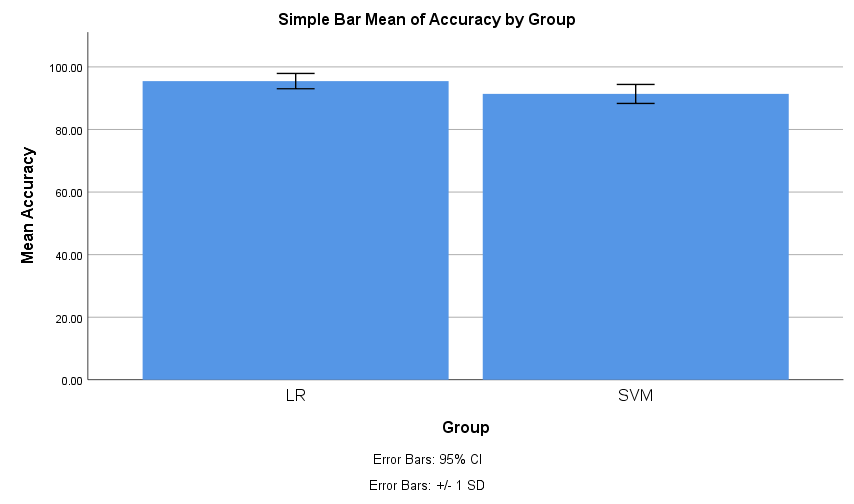 Simple Bar Mean of Accuracy by Group
Mean Accuracy
100.00
80.00
60.00
40.00
20.00
0.00
LR
SVM
Group
Error Bars: 95% CI
Error Bars: +/- 1 SD